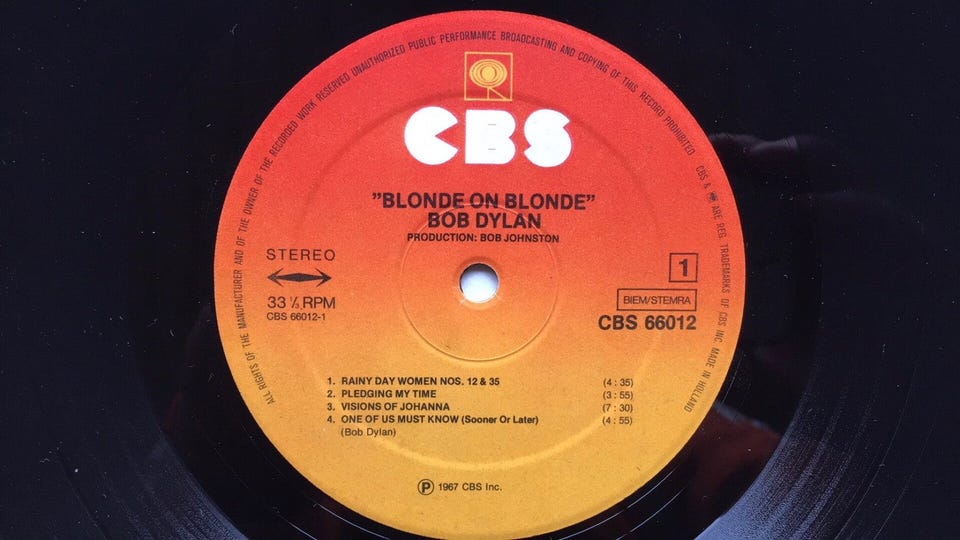 ALL RIGHTS OF THE MANUFACTURER AND OF THE OWNER OF THE RECORDED WORK RESERVED UNAUTHORIZED PUBLIC PERFORMANCE BROADCASTING AND COPYING OF THIS RECORD PROHIBITED
CBS & ARE REG. TRADEMARKS OF CBS INC. MADE IN HOLLAND
CBS
"BLONDE ON BLONDE"
BOB DYLAN
PRODUCTION: BOB JOHNSTON
STEREO
33 ⅓ RPM
CBS 66012-1
1
BIEM/STEMRA
CBS 66012
1. RAINY DAY WOMEN NOS. 12 & 35 (4 : 35)
2. PLEDGING MY TIME (3 : 55)
3. VISIONS OF JOHANNA (7 : 30)
4. ONE OF US MUST KNOW (Sooner Or Later) (4 : 55)
(Bob Dylan)
℗ 1967 CBS Inc.